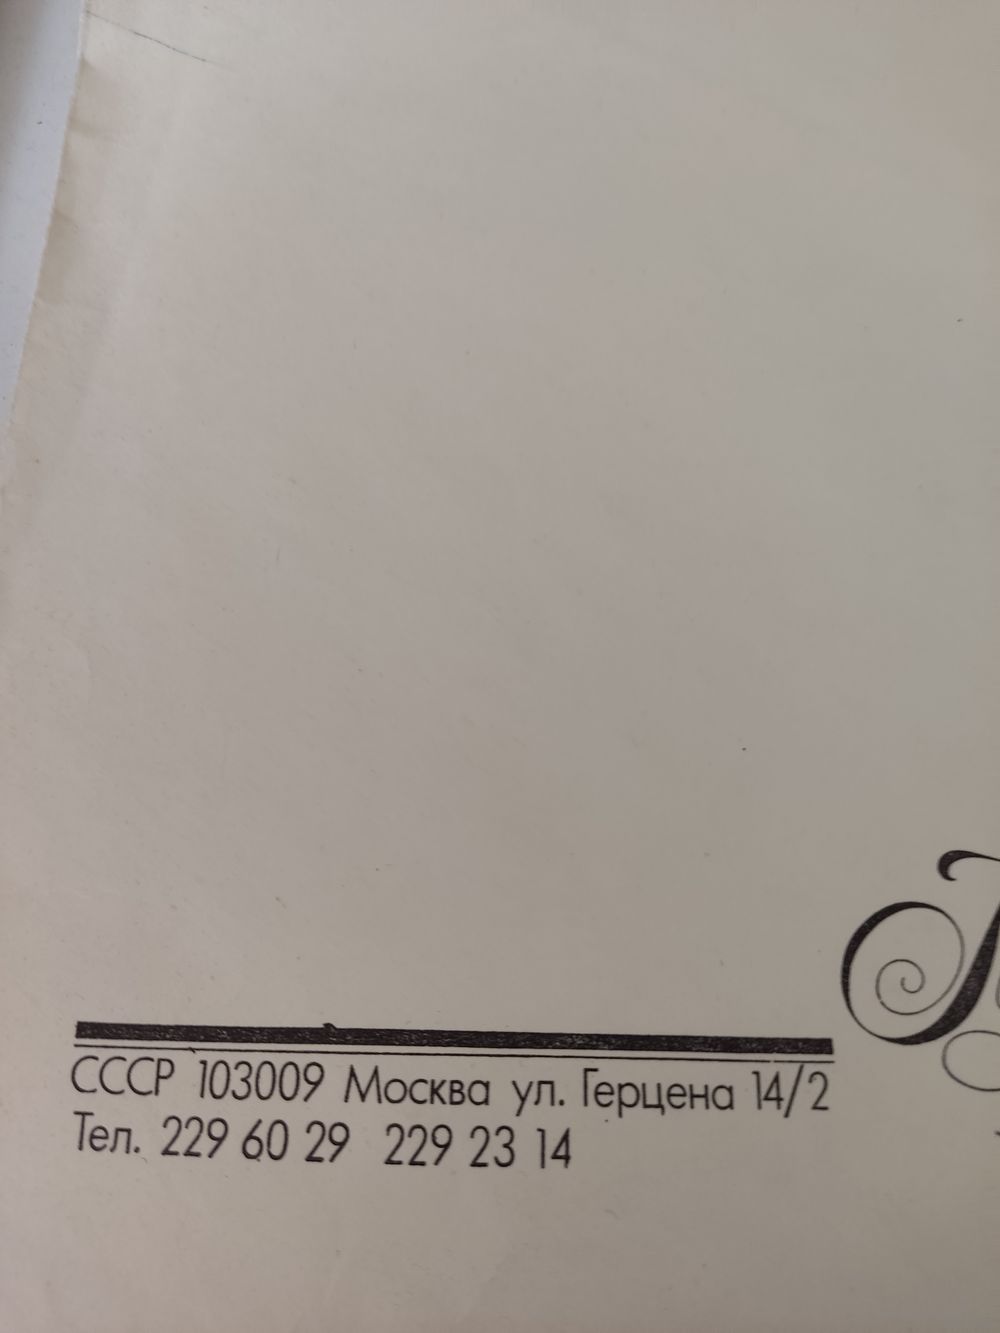 СССР 103009 Москва ул. Герцена 14/2
Тел. 229 60 29 229 23 14